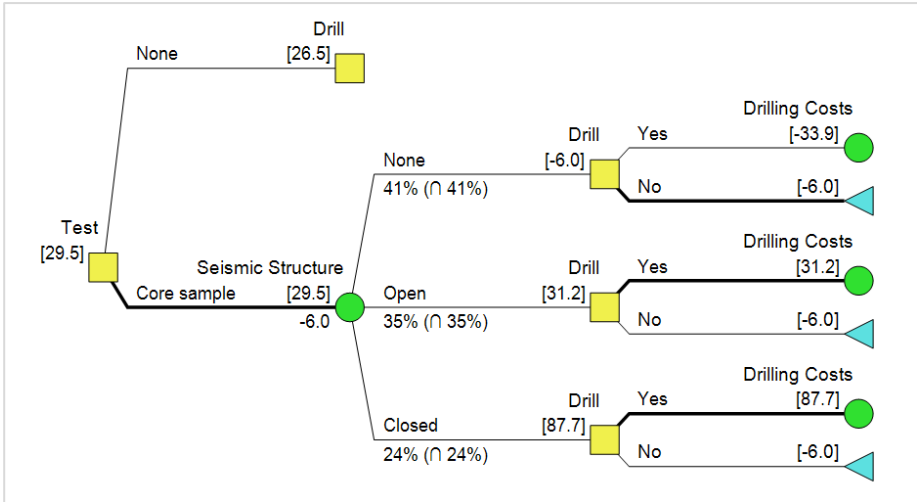 Drill
None [26.5]
Drilling Costs
Drill Yes [-33.9]
None [-6.0]
41% (∩ 41%) No [-6.0]
Test
[29.5]
Drilling Costs
Seismic Structure Drill Yes [31.2]
Core sample [29.5] Open [31.2]
-6.0 35% (∩ 35%) No [-6.0]
Drilling Costs
Drill Yes [87.7]
Closed [87.7]
24% (∩ 24%) No [-6.0]